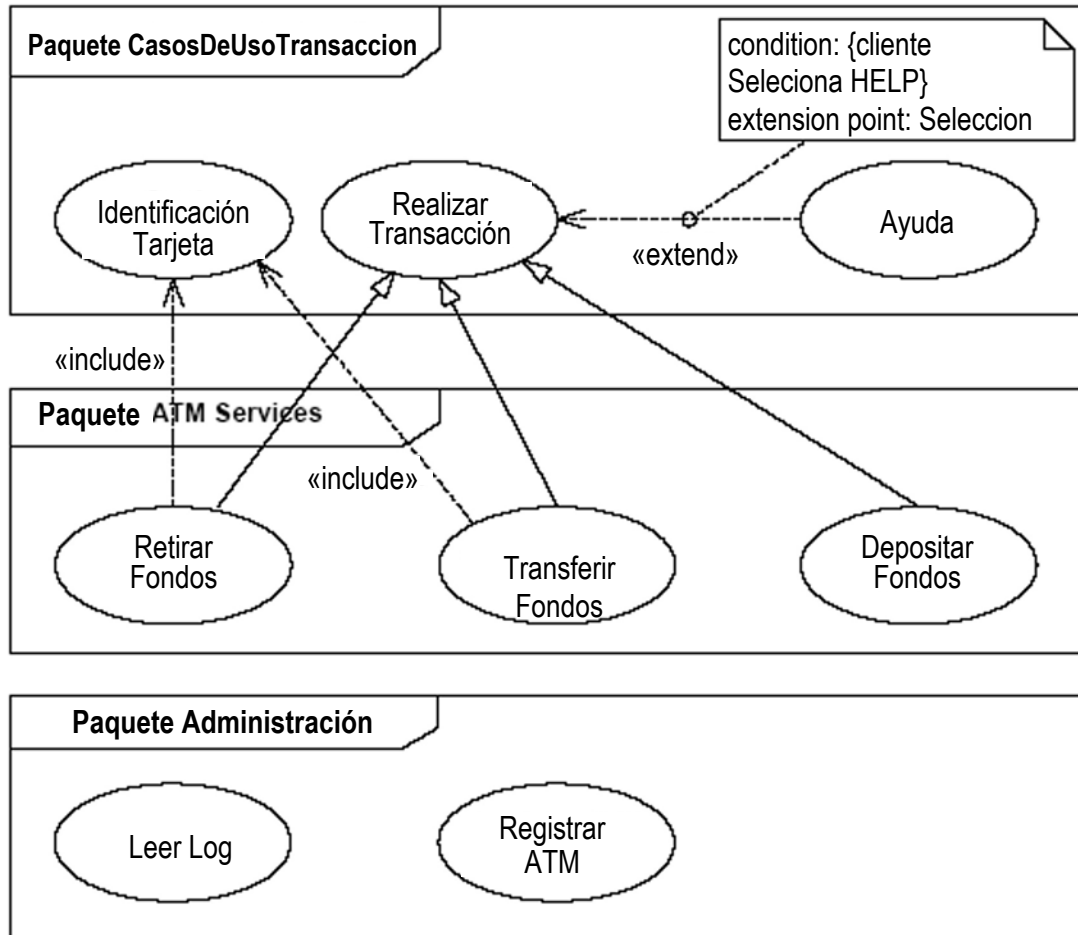 Paquete CasosDeUsoTransaccion
condition: {cliente
Seleciona HELP}
extension point: Seleccion
Identificación
Tarjeta
Realizar
Transacción
Ayuda
«extend»
«include»
Paquete ATM Services
«include»
Retirar
Fondos
Transferir
Fondos
Depositar
Fondos
Paquete Administración
Leer Log
Registrar
ATM